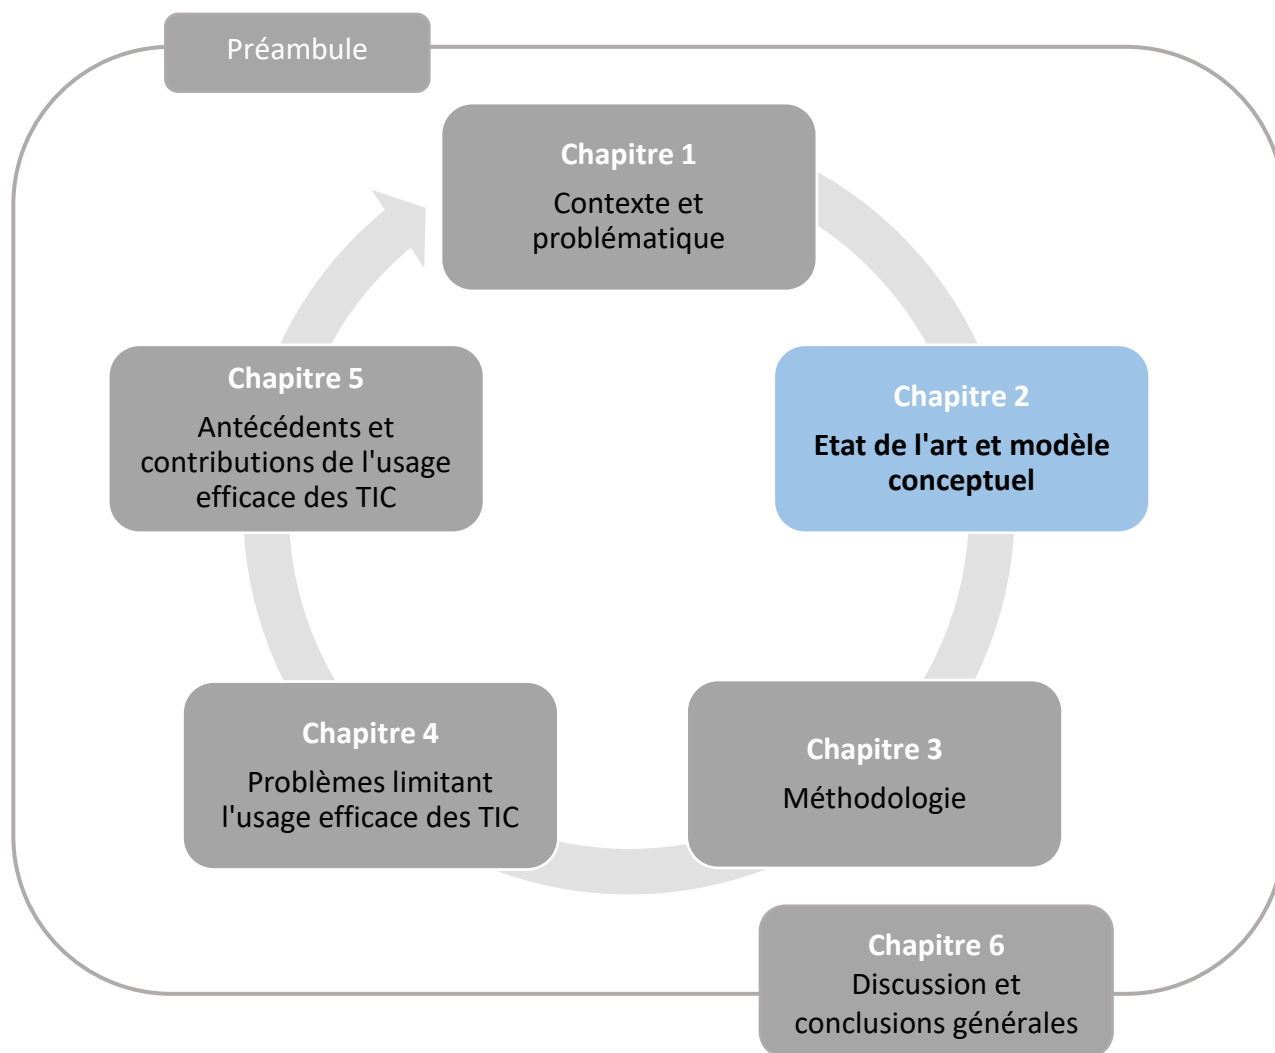 Préambule
Chapitre 1
Contexte et
problématique
Chapitre 2
Etat de l'art et modèle
conceptuel
Chapitre 3
Méthodologie
Chapitre 4
Problèmes limitant
l'usage efficace des TIC
Chapitre 5
Antécédents et
contributions de l'usage
efficace des TIC
Chapitre 6
Discussion et
conclusions générales